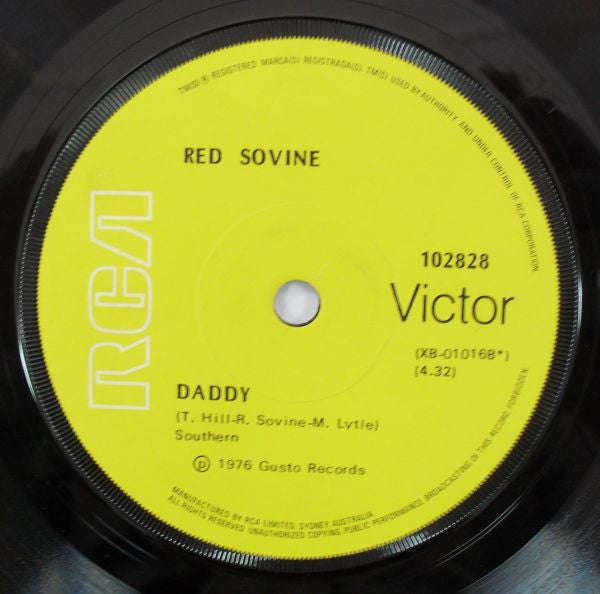 TM(S) ® REGISTERED MARCA(S) REGISTRADA(S). TM(S) USED BY AUTHORITY AND UNDER CONTROL OF RCA CORPORATION
RED SOVINE
RCA
102828
Victor
(XB-01016B*)
(4.32)
DADDY
(T. Hill-R. Sovine-M. Lytle)
Southern
℗ 1976 Gusto Records
MANUFACTURED BY RCA LIMITED, SYDNEY, AUSTRALIA.
ALL RIGHTS RESERVED. UNAUTHORIZED COPYING, PUBLIC PERFORMANCE, BROADCASTING OF THIS RECORD FORBIDDEN.